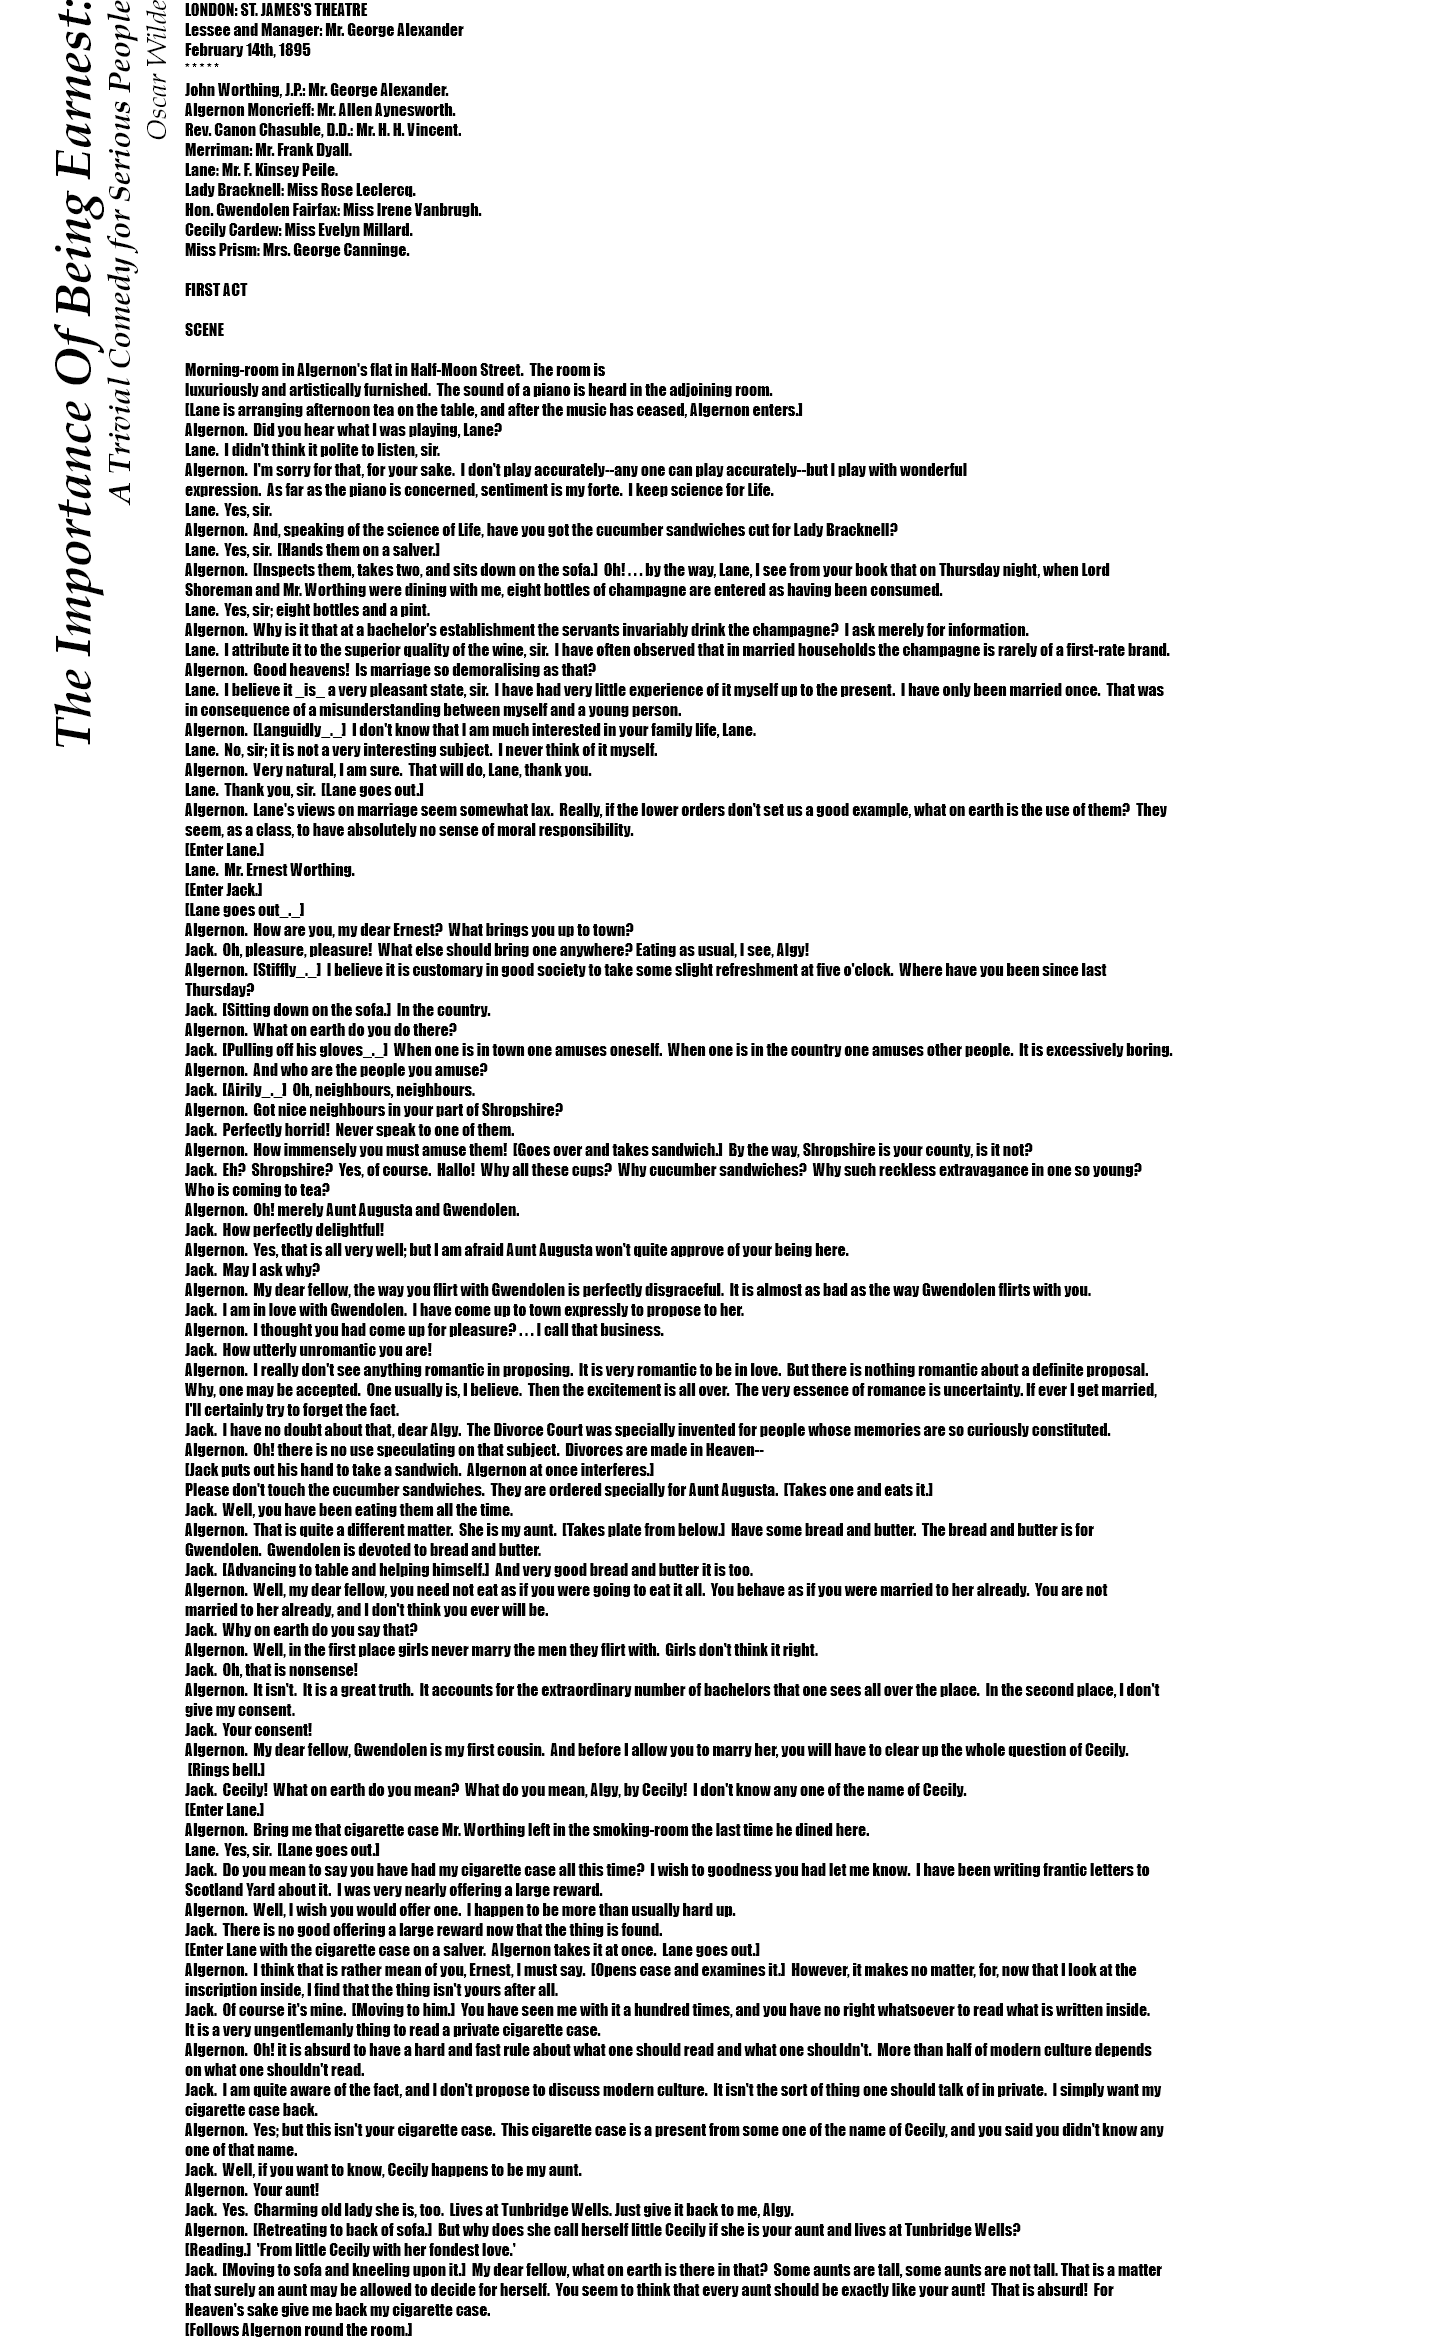 The Importance Of Being Earnest:
A Trivial Comedy for Serious People
Oscar Wilde
LONDON: ST. JAMES'S THEATRE
Lessee and Manager: Mr. George Alexander
February 14th, 1895
* * * * *
John Worthing, J.P.: Mr. George Alexander.
Algernon Moncrieff: Mr. Allen Aynesworth.
Rev. Canon Chasuble, D.D.: Mr. H. H. Vincent.
Merriman: Mr. Frank Dyall.
Lane: Mr. F. Kinsey Peile.
Lady Bracknell: Miss Rose Leclercq.
Hon. Gwendolen Fairfax: Miss Irene Vanbrugh.
Cecily Cardew: Miss Evelyn Millard.
Miss Prism: Mrs. George Canninge.
FIRST ACT
SCENE
Morning-room in Algernon's flat in Half-Moon Street.  The room is
luxuriously and artistically furnished.  The sound of a piano is heard in the adjoining room.
[Lane is arranging afternoon tea on the table, and after the music has ceased, Algernon enters.]
Algernon.  Did you hear what I was playing, Lane?
Lane.  I didn't think it polite to listen, sir.
Algernon.  I'm sorry for that, for your sake.  I don't play accurately--any one can play accurately--but I play with wonderful
expression.  As far as the piano is concerned, sentiment is my forte.  I keep science for Life.
Lane.  Yes, sir.
Algernon.  And, speaking of the science of Life, have you got the cucumber sandwiches cut for Lady Bracknell?
Lane.  Yes, sir.  [Hands them on a salver.]
Algernon.  [Inspects them, takes two, and sits down on the sofa.]  Oh! . . . by the way, Lane, I see from your book that on Thursday night, when Lord
Shoreman and Mr. Worthing were dining with me, eight bottles of champagne are entered as having been consumed.
Lane.  Yes, sir; eight bottles and a pint.
Algernon.  Why is it that at a bachelor's establishment the servants invariably drink the champagne?  I ask merely for information.
Lane.  I attribute it to the superior quality of the wine, sir.  I have often observed that in married households the champagne is rarely of a first-rate brand.
Algernon.  Good heavens!  Is marriage so demoralising as that?
Lane.  I believe it _is_ a very pleasant state, sir.  I have had very little experience of it myself up to the present.  I have only been married once.  That was
in consequence of a misunderstanding between myself and a young person.
Algernon.  [Languidly_._]  I don't know that I am much interested in your family life, Lane.
Lane.  No, sir; it is not a very interesting subject.  I never think of it myself.
Algernon.  Very natural, I am sure.  That will do, Lane, thank you.
Lane.  Thank you, sir.  [Lane goes out.]
Algernon.  Lane's views on marriage seem somewhat lax.  Really, if the lower orders don't set us a good example, what on earth is the use of them?  They
seem, as a class, to have absolutely no sense of moral responsibility.
[Enter Lane.]
Lane.  Mr. Ernest Worthing.
[Enter Jack.]
[Lane goes out_._]
Algernon.  How are you, my dear Ernest?  What brings you up to town?
Jack.  Oh, pleasure, pleasure!  What else should bring one anywhere? Eating as usual, I see, Algy!
Algernon.  [Stiffly_._]  I believe it is customary in good society to take some slight refreshment at five o'clock.  Where have you been since last
Thursday?
Jack.  [Sitting down on the sofa.]  In the country.
Algernon.  What on earth do you do there?
Jack.  [Pulling off his gloves_._]  When one is in town one amuses oneself.  When one is in the country one amuses other people.  It is excessively boring.
Algernon.  And who are the people you amuse?
Jack.  [Airily_._]  Oh, neighbours, neighbours.
Algernon.  Got nice neighbours in your part of Shropshire?
Jack.  Perfectly horrid!  Never speak to one of them.
Algernon.  How immensely you must amuse them!  [Goes over and takes sandwich.]  By the way, Shropshire is your county, is it not?
Jack.  Eh?  Shropshire?  Yes, of course.  Hallo!  Why all these cups?  Why cucumber sandwiches?  Why such reckless extravagance in one so young?
Who is coming to tea?
Algernon.  Oh! merely Aunt Augusta and Gwendolen.
Jack.  How perfectly delightful!
Algernon.  Yes, that is all very well; but I am afraid Aunt Augusta won't quite approve of your being here.
Jack.  May I ask why?
Algernon.  My dear fellow, the way you flirt with Gwendolen is perfectly disgraceful.  It is almost as bad as the way Gwendolen flirts with you.
Jack.  I am in love with Gwendolen.  I have come up to town expressly to propose to her.
Algernon.  I thought you had come up for pleasure? . . . I call that business.
Jack.  How utterly unromantic you are!
Algernon.  I really don't see anything romantic in proposing.  It is very romantic to be in love.  But there is nothing romantic about a definite proposal.
Why, one may be accepted.  One usually is, I believe.  Then the excitement is all over.  The very essence of romance is uncertainty. If ever I get married,
I'll certainly try to forget the fact.
Jack.  I have no doubt about that, dear Algy.  The Divorce Court was specially invented for people whose memories are so curiously constituted.
Algernon.  Oh! there is no use speculating on that subject.  Divorces are made in Heaven--
[Jack puts out his hand to take a sandwich.  Algernon at once interferes.]
Please don't touch the cucumber sandwiches.  They are ordered specially for Aunt Augusta.  [Takes one and eats it.]
Jack.  Well, you have been eating them all the time.
Algernon.  That is quite a different matter.  She is my aunt.  [Takes plate from below.]  Have some bread and butter.  The bread and butter is for
Gwendolen.  Gwendolen is devoted to bread and butter.
Jack.  [Advancing to table and helping himself.]  And very good bread and butter it is too.
Algernon.  Well, my dear fellow, you need not eat as if you were going to eat it all.  You behave as if you were married to her already.  You are not
married to her already, and I don't think you ever will be.
Jack.  Why on earth do you say that?
Algernon.  Well, in the first place girls never marry the men they flirt with.  Girls don't think it right.
Jack.  Oh, that is nonsense!
Algernon.  It isn't.  It is a great truth.  It accounts for the extraordinary number of bachelors that one sees all over the place.  In the second place, I don't
give my consent.
Jack.  Your consent!
Algernon.  My dear fellow, Gwendolen is my first cousin.  And before I allow you to marry her, you will have to clear up the whole question of Cecily.
[Rings bell.]
Jack.  Cecily!  What on earth do you mean?  What do you mean, Algy, by Cecily!  I don't know any one of the name of Cecily.
[Enter Lane.]
Algernon.  Bring me that cigarette case Mr. Worthing left in the smoking-room the last time he dined here.
Lane.  Yes, sir.  [Lane goes out.]
Jack.  Do you mean to say you have had my cigarette case all this time?  I wish to goodness you had let me know.  I have been writing frantic letters to
Scotland Yard about it.  I was very nearly offering a large reward.
Algernon.  Well, I wish you would offer one.  I happen to be more than usually hard up.
Jack.  There is no good offering a large reward now that the thing is found.
[Enter Lane with the cigarette case on a salver.  Algernon takes it at once.  Lane goes out.]
Algernon.  I think that is rather mean of you, Ernest, I must say.  [Opens case and examines it.]  However, it makes no matter, for, now that I look at the
inscription inside, I find that the thing isn't yours after all.
Jack.  Of course it's mine.  [Moving to him.]  You have seen me with it a hundred times, and you have no right whatsoever to read what is written inside.
It is a very ungentlemanly thing to read a private cigarette case.
Algernon.  Oh! it is absurd to have a hard and fast rule about what one should read and what one shouldn't.  More than half of modern culture depends
on what one shouldn't read.
Jack.  I am quite aware of the fact, and I don't propose to discuss modern culture.  It isn't the sort of thing one should talk of in private.  I simply want my
cigarette case back.
Algernon.  Yes; but this isn't your cigarette case.  This cigarette case is a present from some one of the name of Cecily, and you said you didn't know any
one of that name.
Jack.  Well, if you want to know, Cecily happens to be my aunt.
Algernon.  Your aunt!
Jack.  Yes.  Charming old lady she is, too.  Lives at Tunbridge Wells. Just give it back to me, Algy.
Algernon.  [Retreating to back of sofa.]  But why does she call herself little Cecily if she is your aunt and lives at Tunbridge Wells?
[Reading.]  'From little Cecily with her fondest love.'
Jack.  [Moving to sofa and kneeling upon it.]  My dear fellow, what on earth is there in that?  Some aunts are tall, some aunts are not tall. That is a matter
that surely an aunt may be allowed to decide for herself.  You seem to think that every aunt should be exactly like your aunt!  That is absurd!  For
Heaven's sake give me back my cigarette case.
[Follows Algernon round the room.]